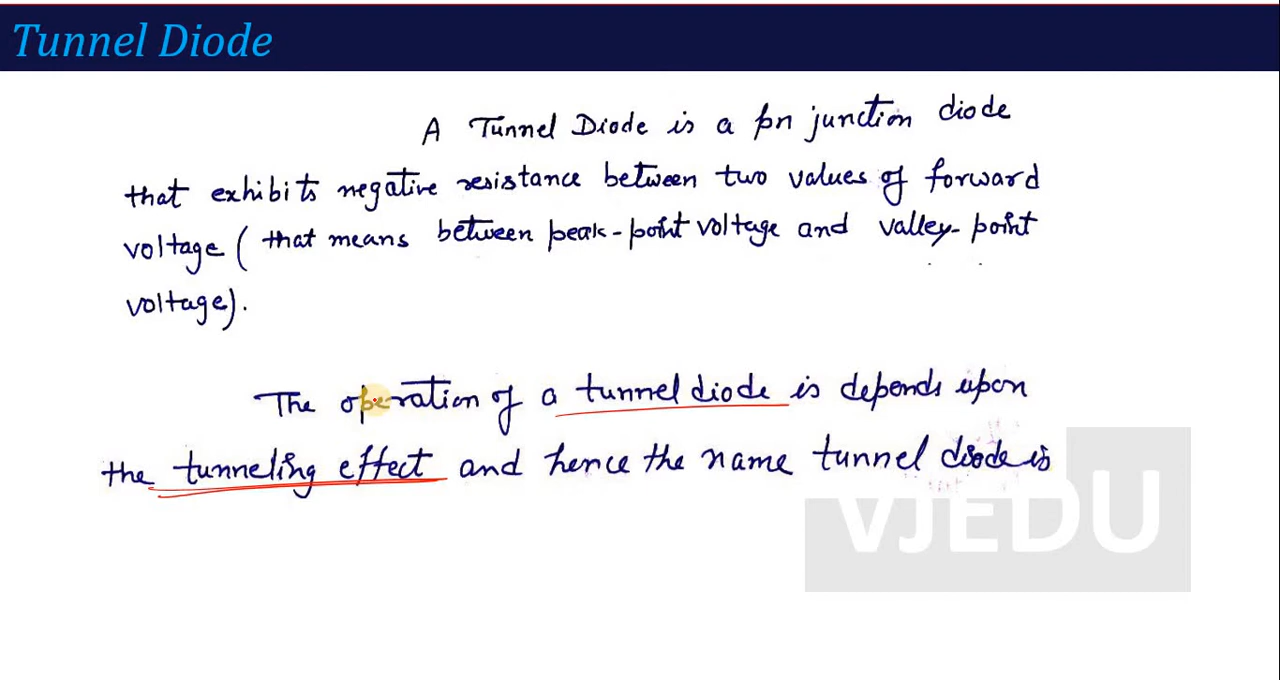 Tunnel Diode
A Tunnel Diode is a pn junction diode
that exhibits negative resistance between two values of forward
voltage ( that means between peak-point voltage and valley-point
voltage).
The operation of a tunnel diode is depends upon
the tunneling effect and hence the name tunnel diode is
VJEDU